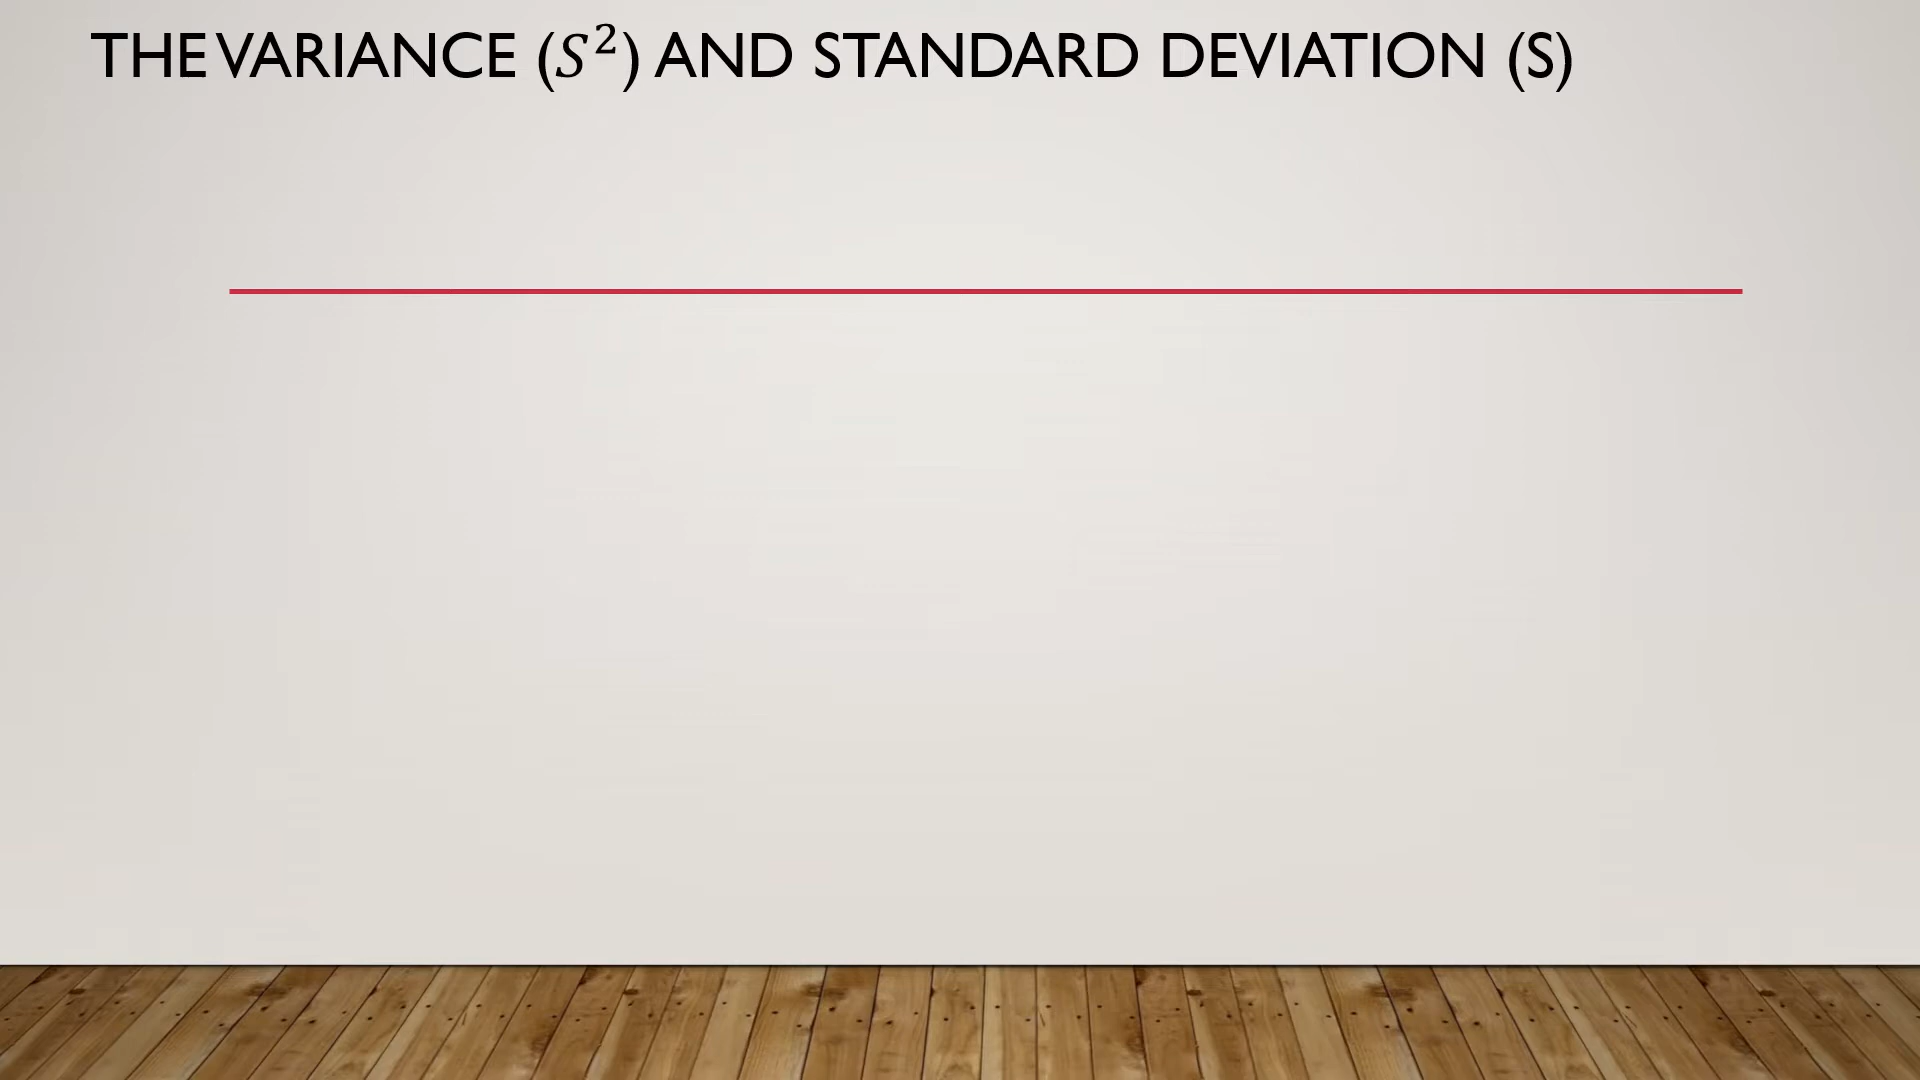 THE VARIANCE (𝑆²) AND STANDARD DEVIATION (S)